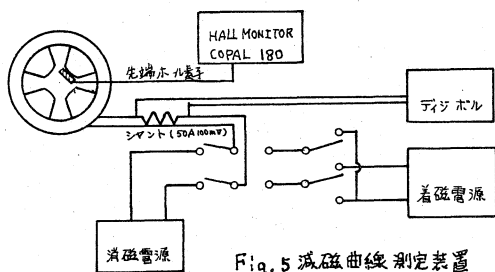 HALL MONITOR
COPAL 180
先端ホール素子
ディジボル
シャント(50A100mV)
着磁電源
消磁電源
Fig.5 減磁曲線測定装置